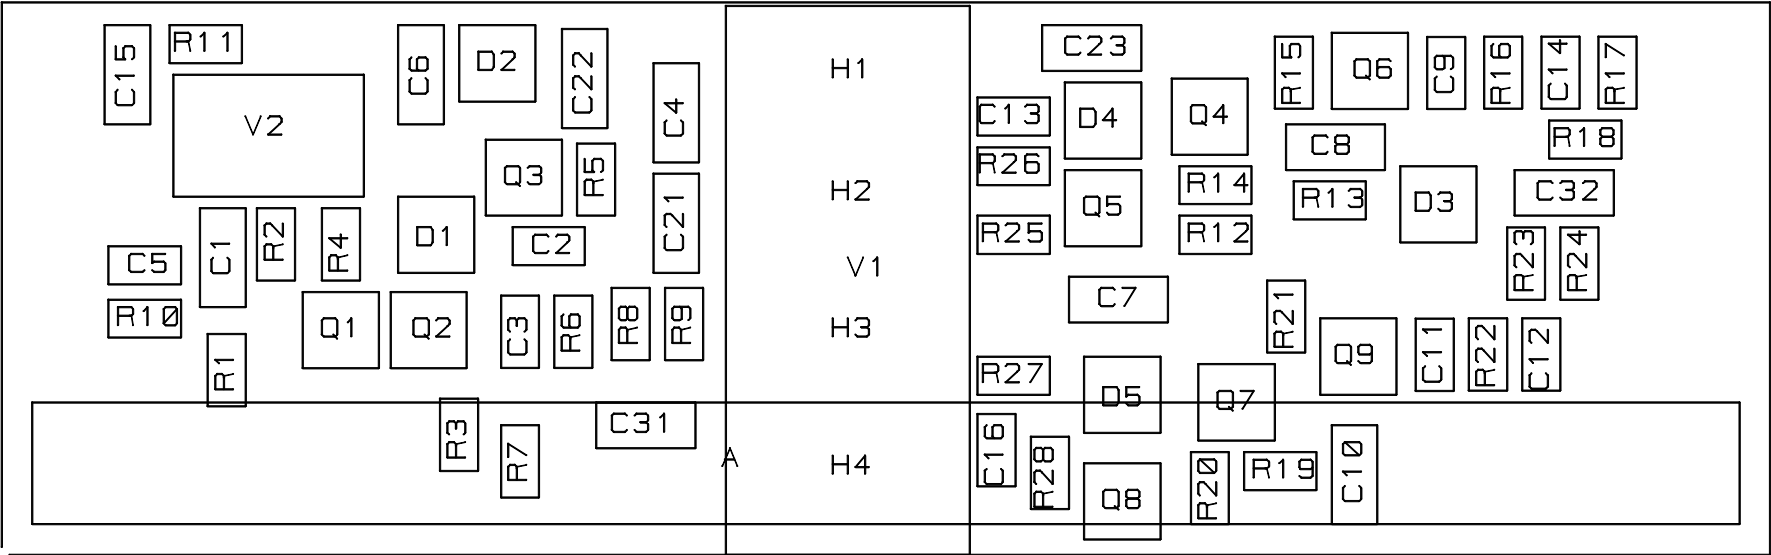 C15
R11
C6
D2
C22
C4
V2
Q3
R5
C21
C5
C1
R2
R4
D1
C2
R10
R1
Q1
Q2
C3
R6
R8
R9
R3
R7
C31
A
H1
H2
V1
H3
H4
C23
R15
Q6
C9
R16
C14
R17
C13
D4
Q4
C8
R18
R26
Q5
R14
R13
D3
C32
R25
R12
R23
R24
C7
R21
Q9
C11
R22
C12
R27
D5
Q7
C16
R28
Q8
R20
R19
C10